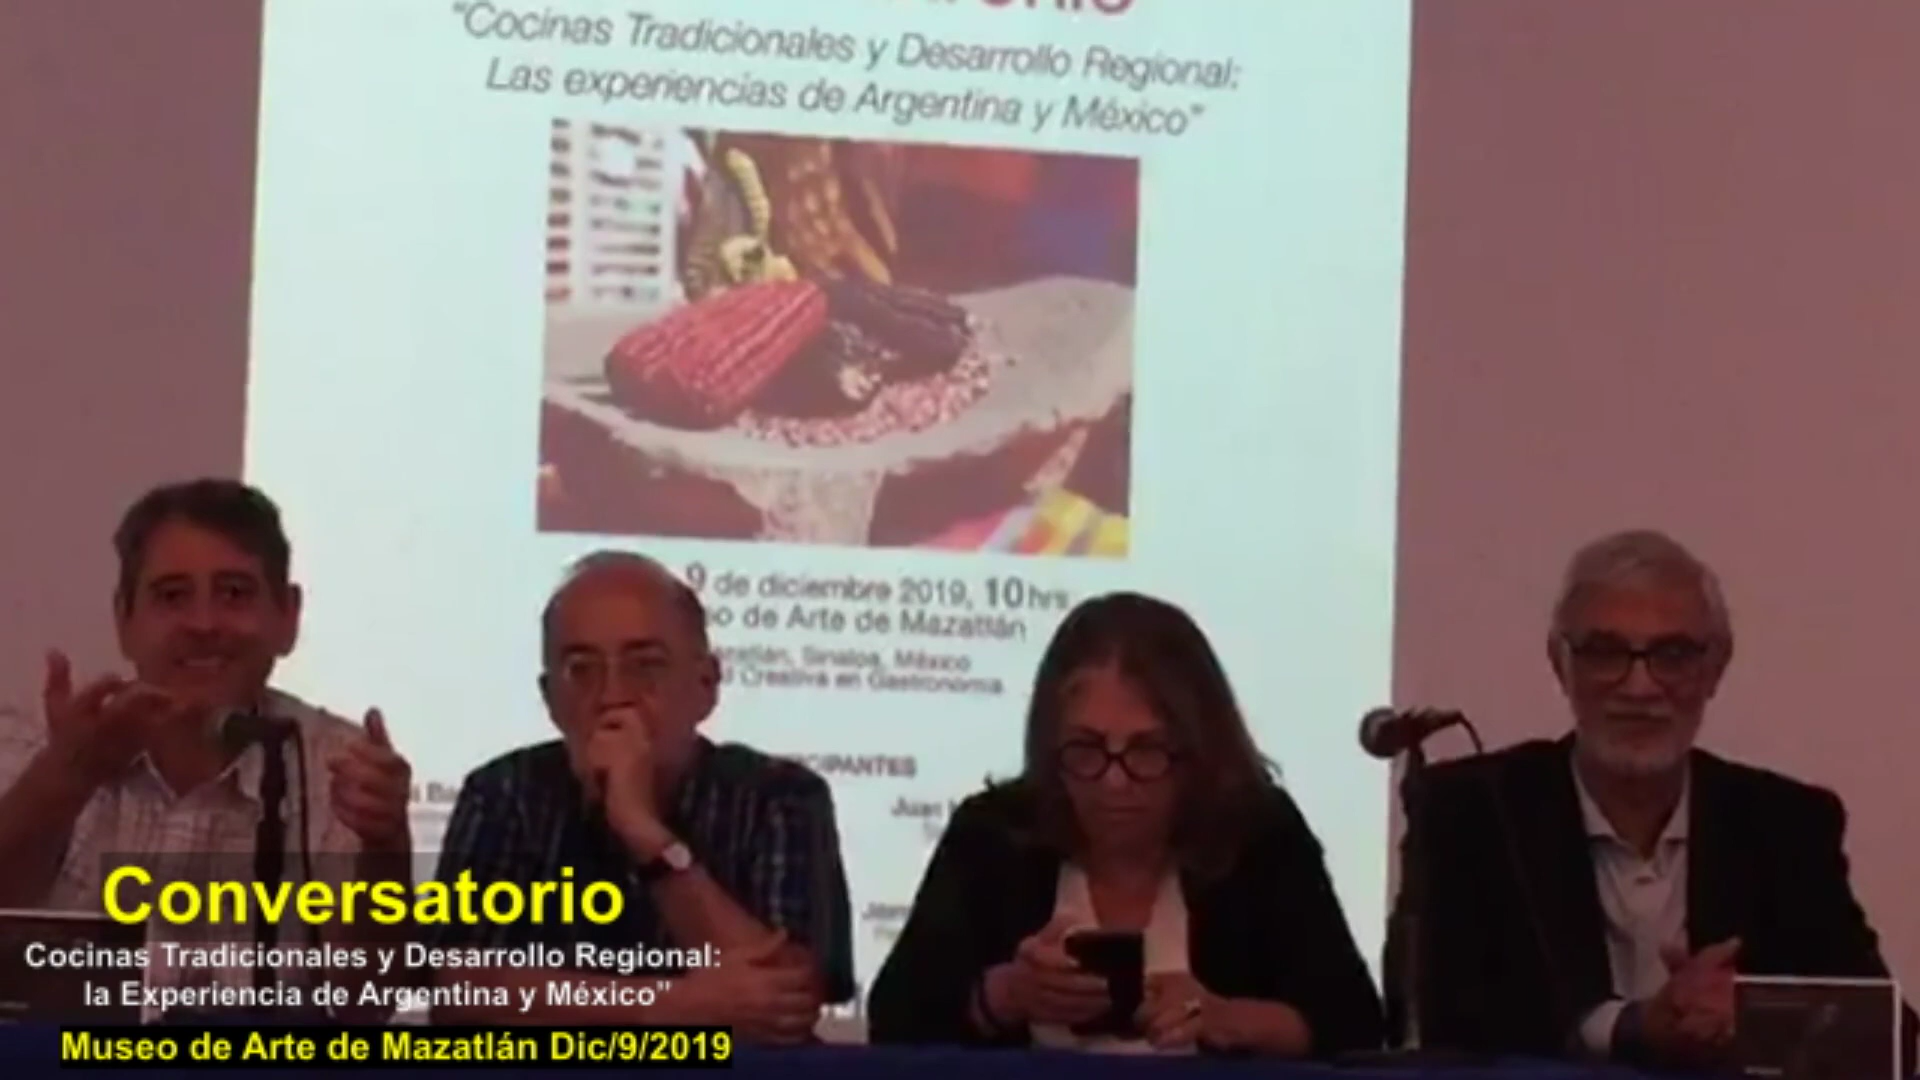 "Cocinas Tradicionales y Desarrollo Regional:
Las experiencias de Argentina y México"
9 de diciembre 2019, 10 hrs
de Arte de Mazatlán
Sinaloa, México
Creativa en Gastronomía
Juan
Conversatorio
Cocinas Tradicionales y Desarrollo Regional:
la Experiencia de Argentina y México"
Museo de Arte de Mazatlán Dic/9/2019